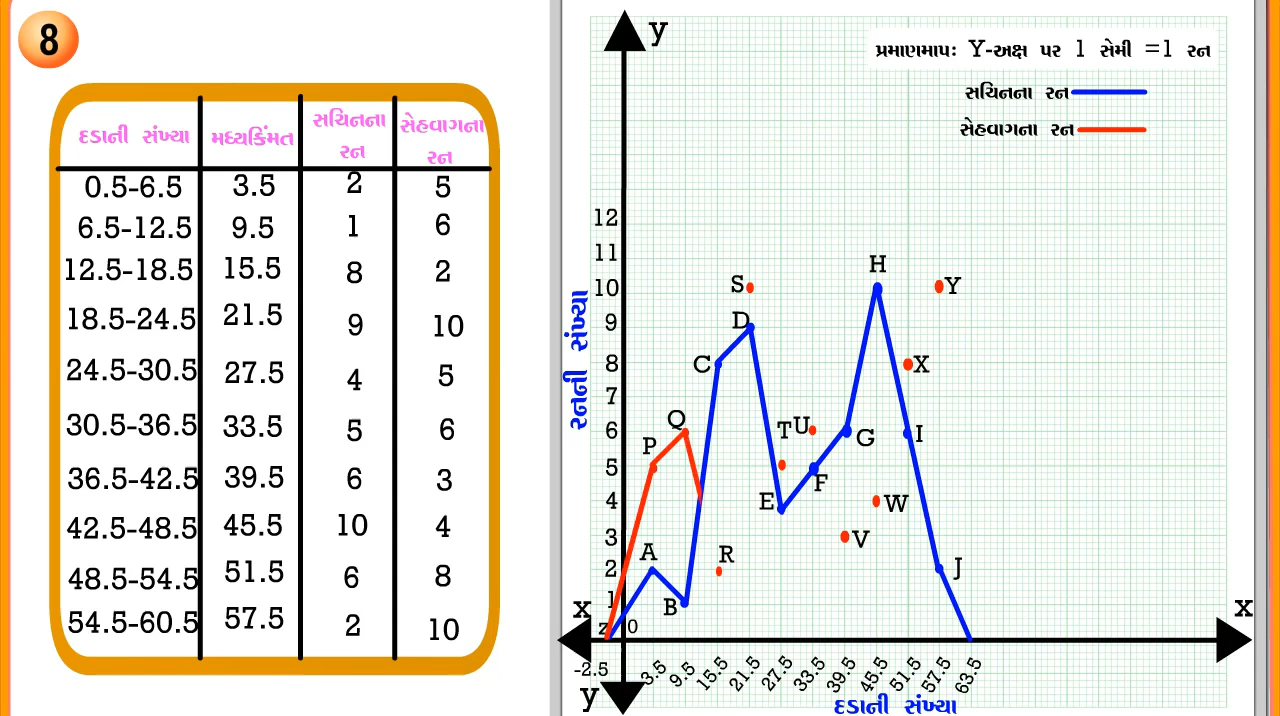 8
દડાની સંખ્યા મધ્યકિંમત સચિનના રન સેહવાગના રન
0.5-6.5 3.5 2 5
6.5-12.5 9.5 1 6
12.5-18.5 15.5 8 2
18.5-24.5 21.5 9 10
24.5-30.5 27.5 4 5
30.5-36.5 33.5 5 6
36.5-42.5 39.5 6 3
42.5-48.5 45.5 10 4
48.5-54.5 51.5 6 8
54.5-60.5 57.5 2 10
y
પ્રમાણમાપઃ Y-અક્ષ પર 1 સેમી =1 રન
સચિનના રન
સેહવાગના રન
રનની સંખ્યા
12
11
10
9
8
7
6
5
4
3
2
1
0
H
S
Y
D
C
X
Q
T
U
P
G
I
F
E
W
V
A
R
J
B
x
z
x
-2.5 3.5 9.5 15.5 21.5 27.5 33.5 39.5 45.5 51.5 57.5 63.5
y
દડાની સંખ્યા